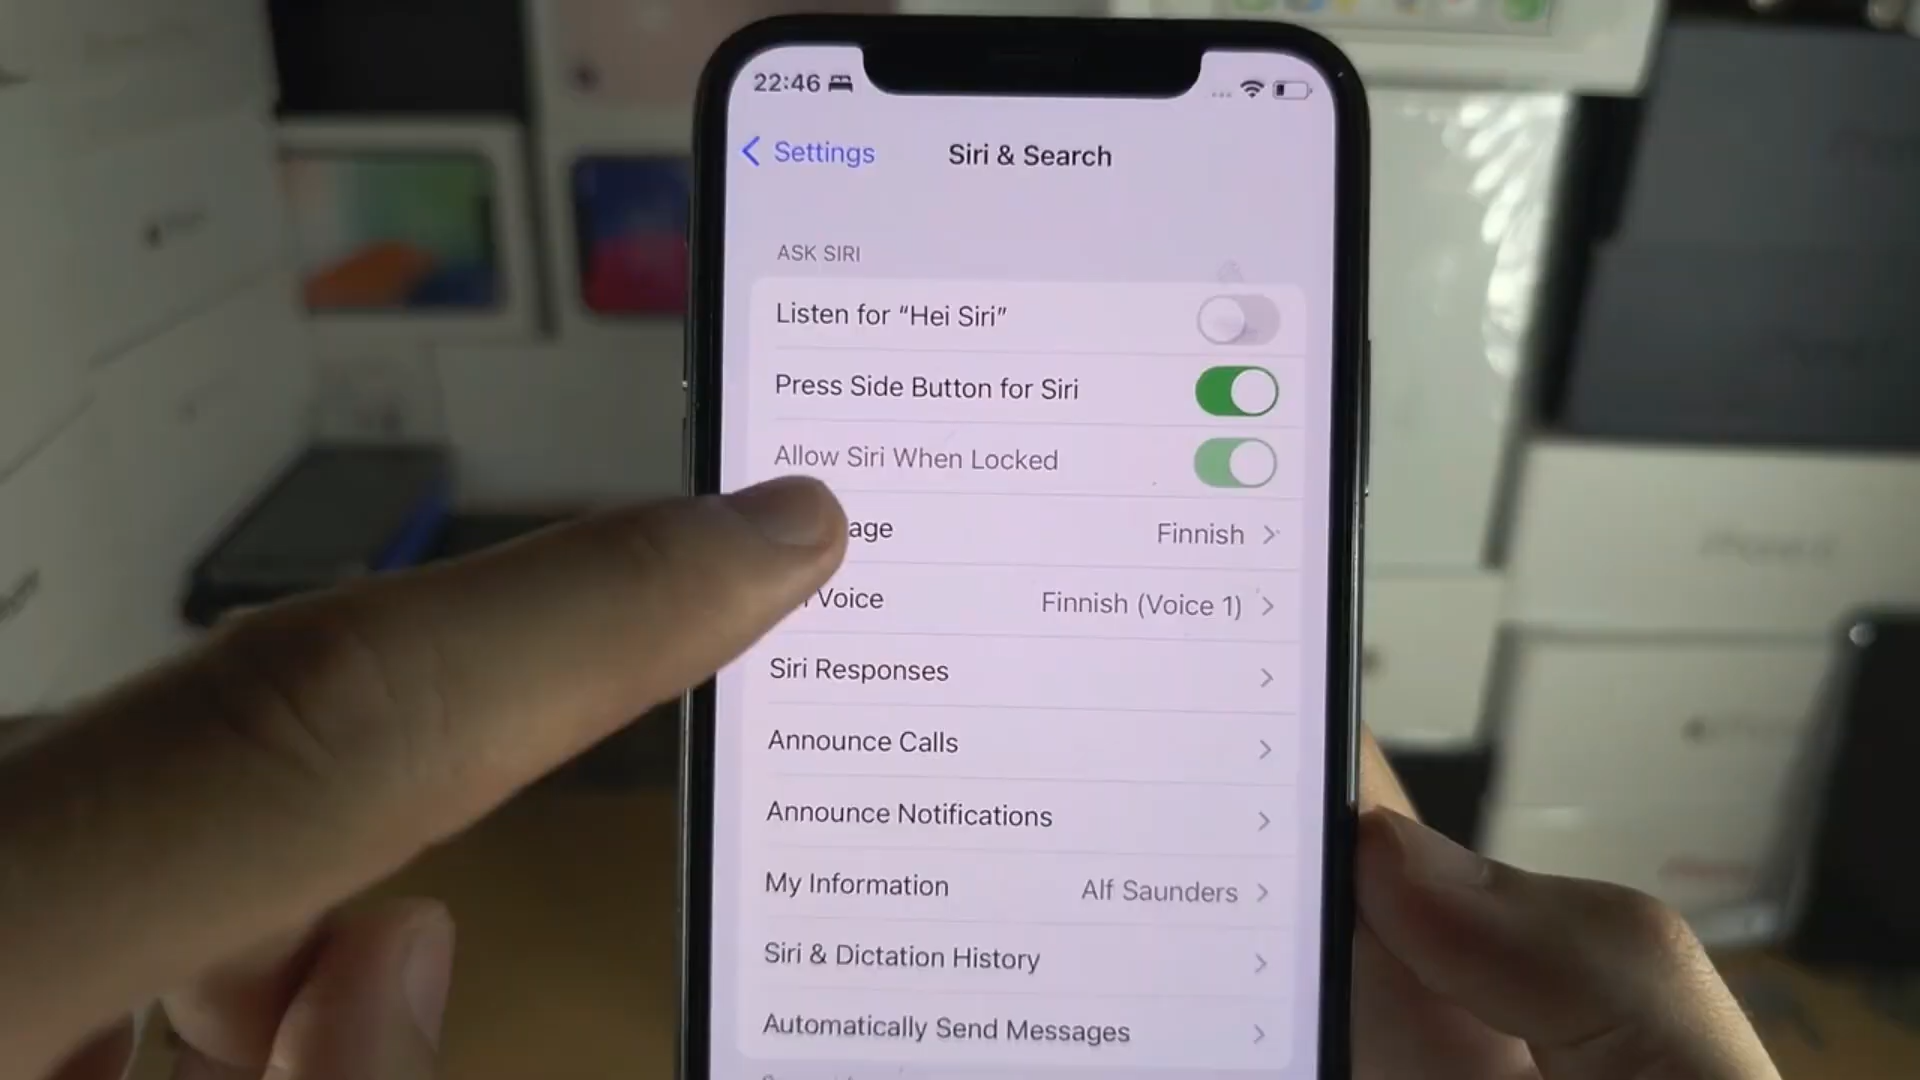 22:46
Settings
Siri & Search
ASK SIRI
Listen for “Hei Siri”
Press Side Button for Siri
Allow Siri When Locked
age Finnish
Voice Finnish (Voice 1)
Siri Responses
Announce Calls
Announce Notifications
My Information Alf Saunders
Siri & Dictation History
Automatically Send Messages